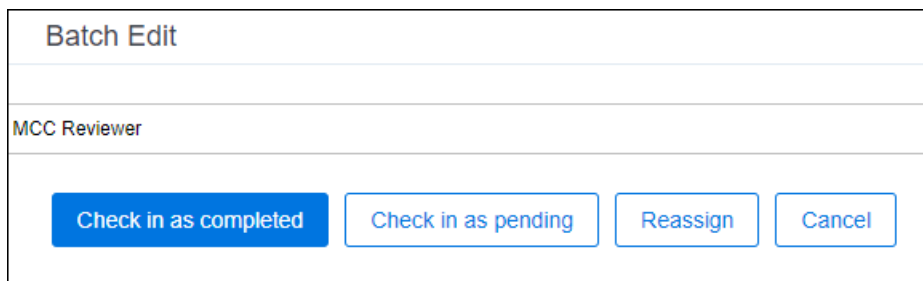 Batch Edit
MCC Reviewer
Check in as completed Check in as pending Reassign Cancel